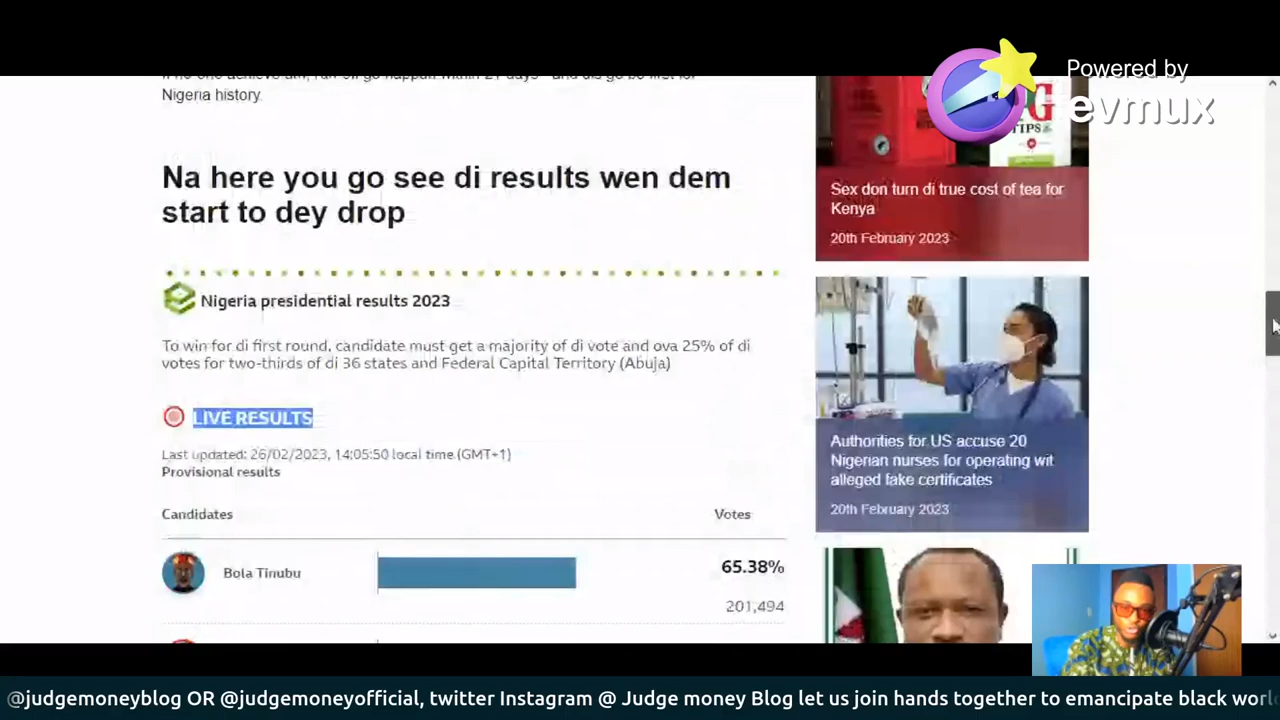 Nigeria history.
Na here you go see di results wen dem
start to dey drop
Nigeria presidential results 2023
To win for di first round, candidate must get a majority of di vote and ova 25% of di
votes for two-thirds of di 36 states and Federal Capital Territory (Abuja)
LIVE RESULTS
Last updated: 26/02/2023, 14:05:50 local time (GMT+1)
Provisional results
Candidates
Votes
Bola Tinubu
65.38%
201,494
Powered by
evmux
TIPS
Sex don turn di true cost of tea for
Kenya
20th February 2023
Authorities for US accuse 20
Nigerian nurses for operating wit
alleged fake certificates
20th February 2023
@judgemoneyblog OR @judgemoneyofficial, twitter Instagram @ Judge money Blog let us join hands together to emancipate black